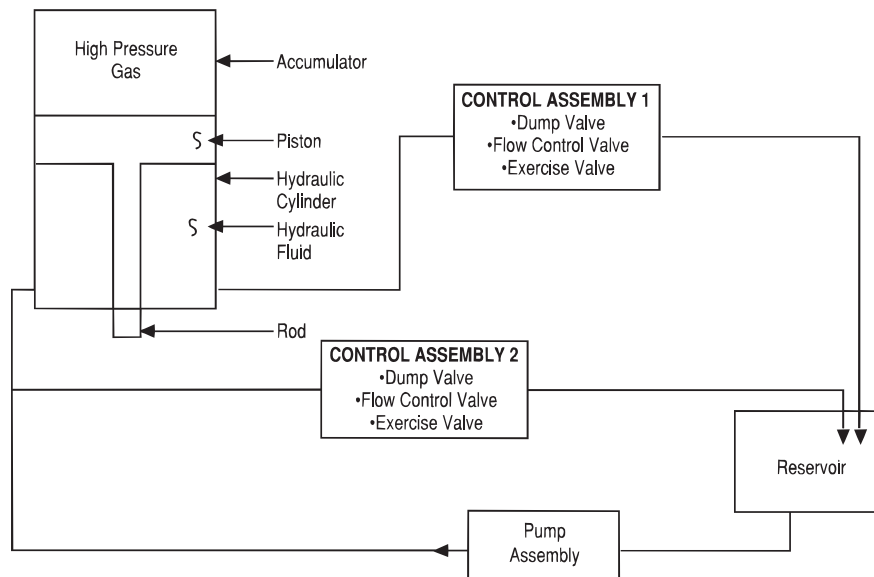 High Pressure
Gas
Accumulator
Piston
Hydraulic
Cylinder
Hydraulic
Fluid
Rod
CONTROL ASSEMBLY 1
•Dump Valve
•Flow Control Valve
•Exercise Valve
CONTROL ASSEMBLY 2
•Dump Valve
•Flow Control Valve
•Exercise Valve
Reservoir
Pump
Assembly